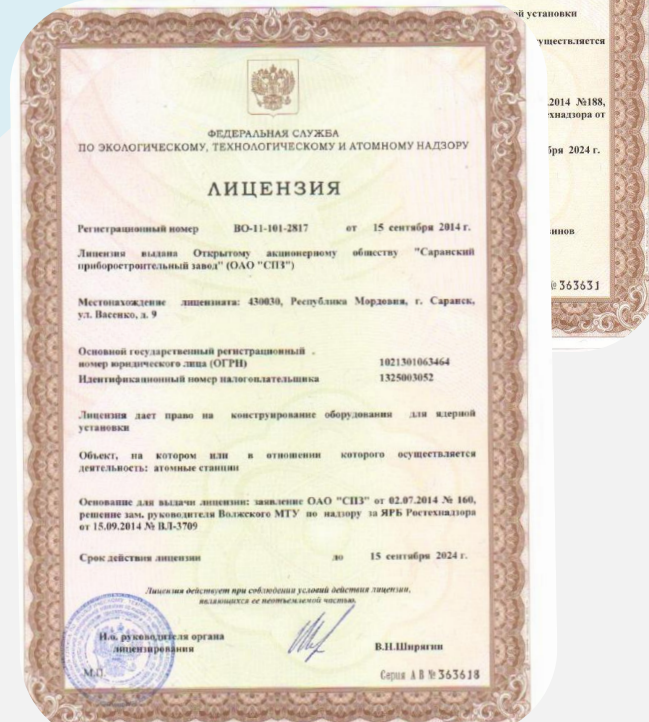 ФЕДЕРАЛЬНАЯ СЛУЖБА
ПО ЭКОЛОГИЧЕСКОМУ, ТЕХНОЛОГИЧЕСКОМУ И АТОМНОМУ НАДЗОРУ
ЛИЦЕНЗИЯ
Регистрационный номер ВО-11-101-2817 от 15 сентября 2014 г.
Лицензия выдана Открытому акционерному обществу "Саранский
приборостроительный завод" (ОАО "СПЗ")
Местонахождение лицензиата: 430030, Республика Мордовия, г. Саранск,
ул. Васенко, д. 9
Основной государственный регистрационный
номер юридического лица (ОГРН) 1021301063464
Идентификационный номер налогоплательщика 1325003052
Лицензия дает право на конструирование оборудования для ядерной
установки
Объект, на котором или в отношении которого осуществляется
деятельность: атомные станции
Основание для выдачи лицензии: заявление ОАО "СПЗ" от 02.07.2014 № 160,
решение зам. руководителя Волжского МТУ по надзору за ЯРБ Ростехнадзора
от 15.09.2014 № ВЛ-3709
Срок действия лицензии до 15 сентября 2024 г.
Лицензия действует при соблюдении условий действия лицензии,
являющихся ее неотъемлемой частью.
И.о. руководителя органа
лицензирования В.Н.Ширягин
М.П.
Серия А В № 363618
ой установки
существляется
.2014 №188,
ехнадзора от
бря 2024 г.
инов
№ 363631